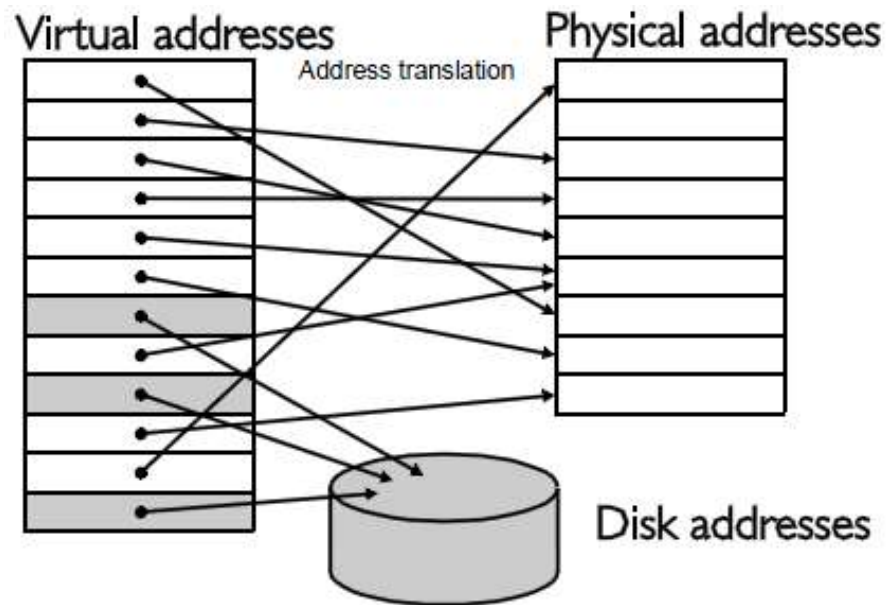 Virtual addresses
Address translation
Physical addresses
Disk addresses